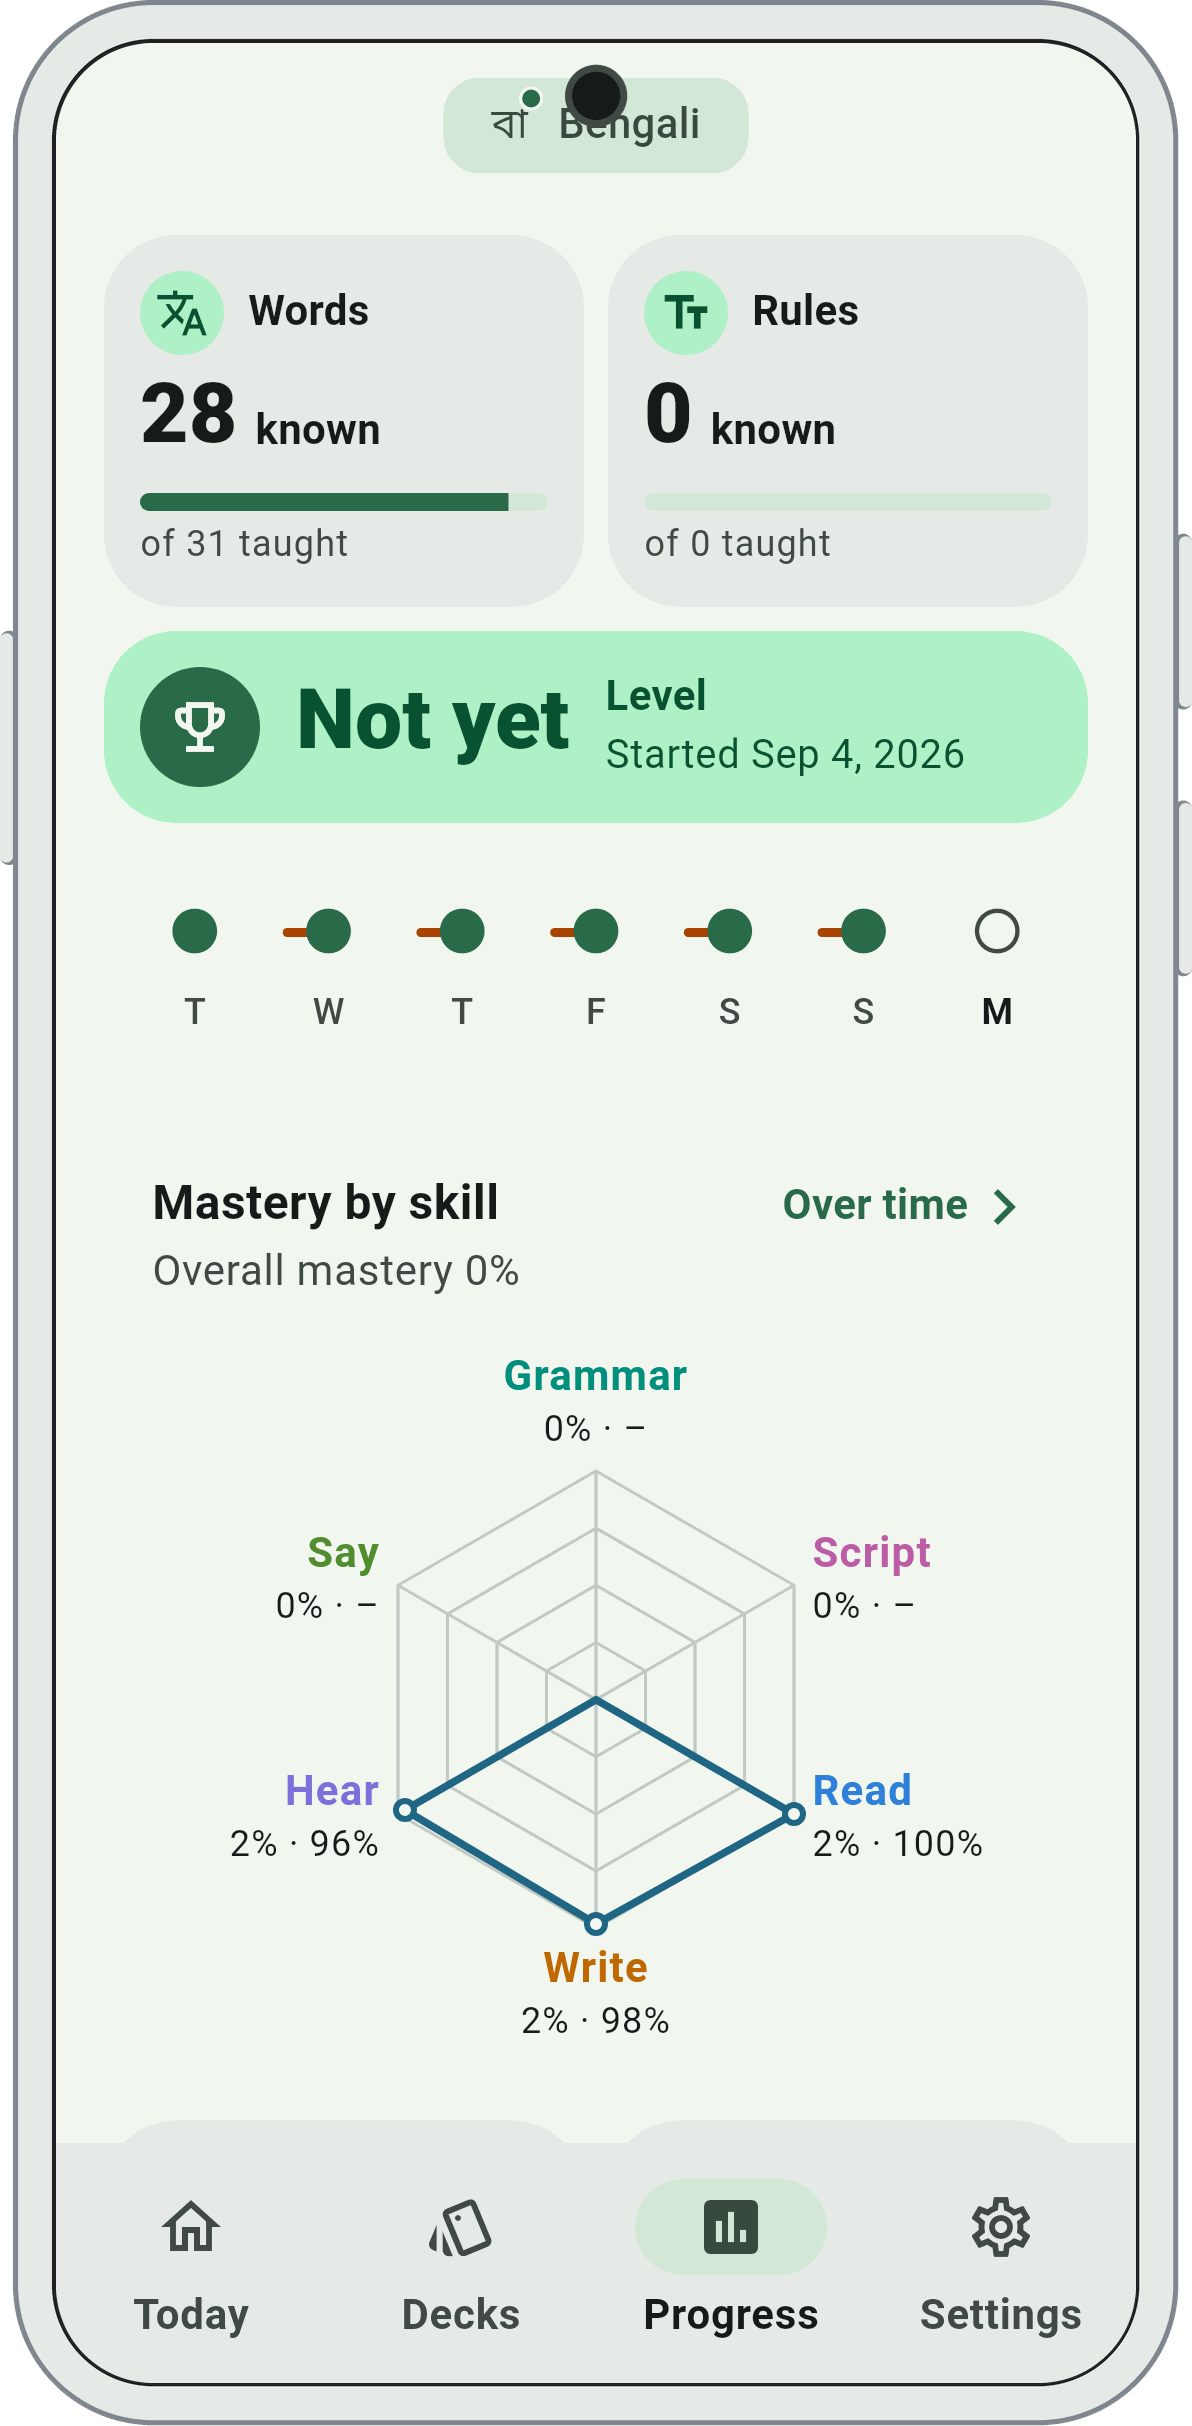 বা Bengali
Words
28 known
of 31 taught
Rules
0 known
of 0 taught
Not yet
Level
Started Sep 4, 2026
T W T F S S M
Mastery by skill
Over time
Overall mastery 0%
Grammar
0% · –
Say
0% · –
Script
0% · –
Hear
2% · 96%
Read
2% · 100%
Write
2% · 98%
Today Decks Progress Settings